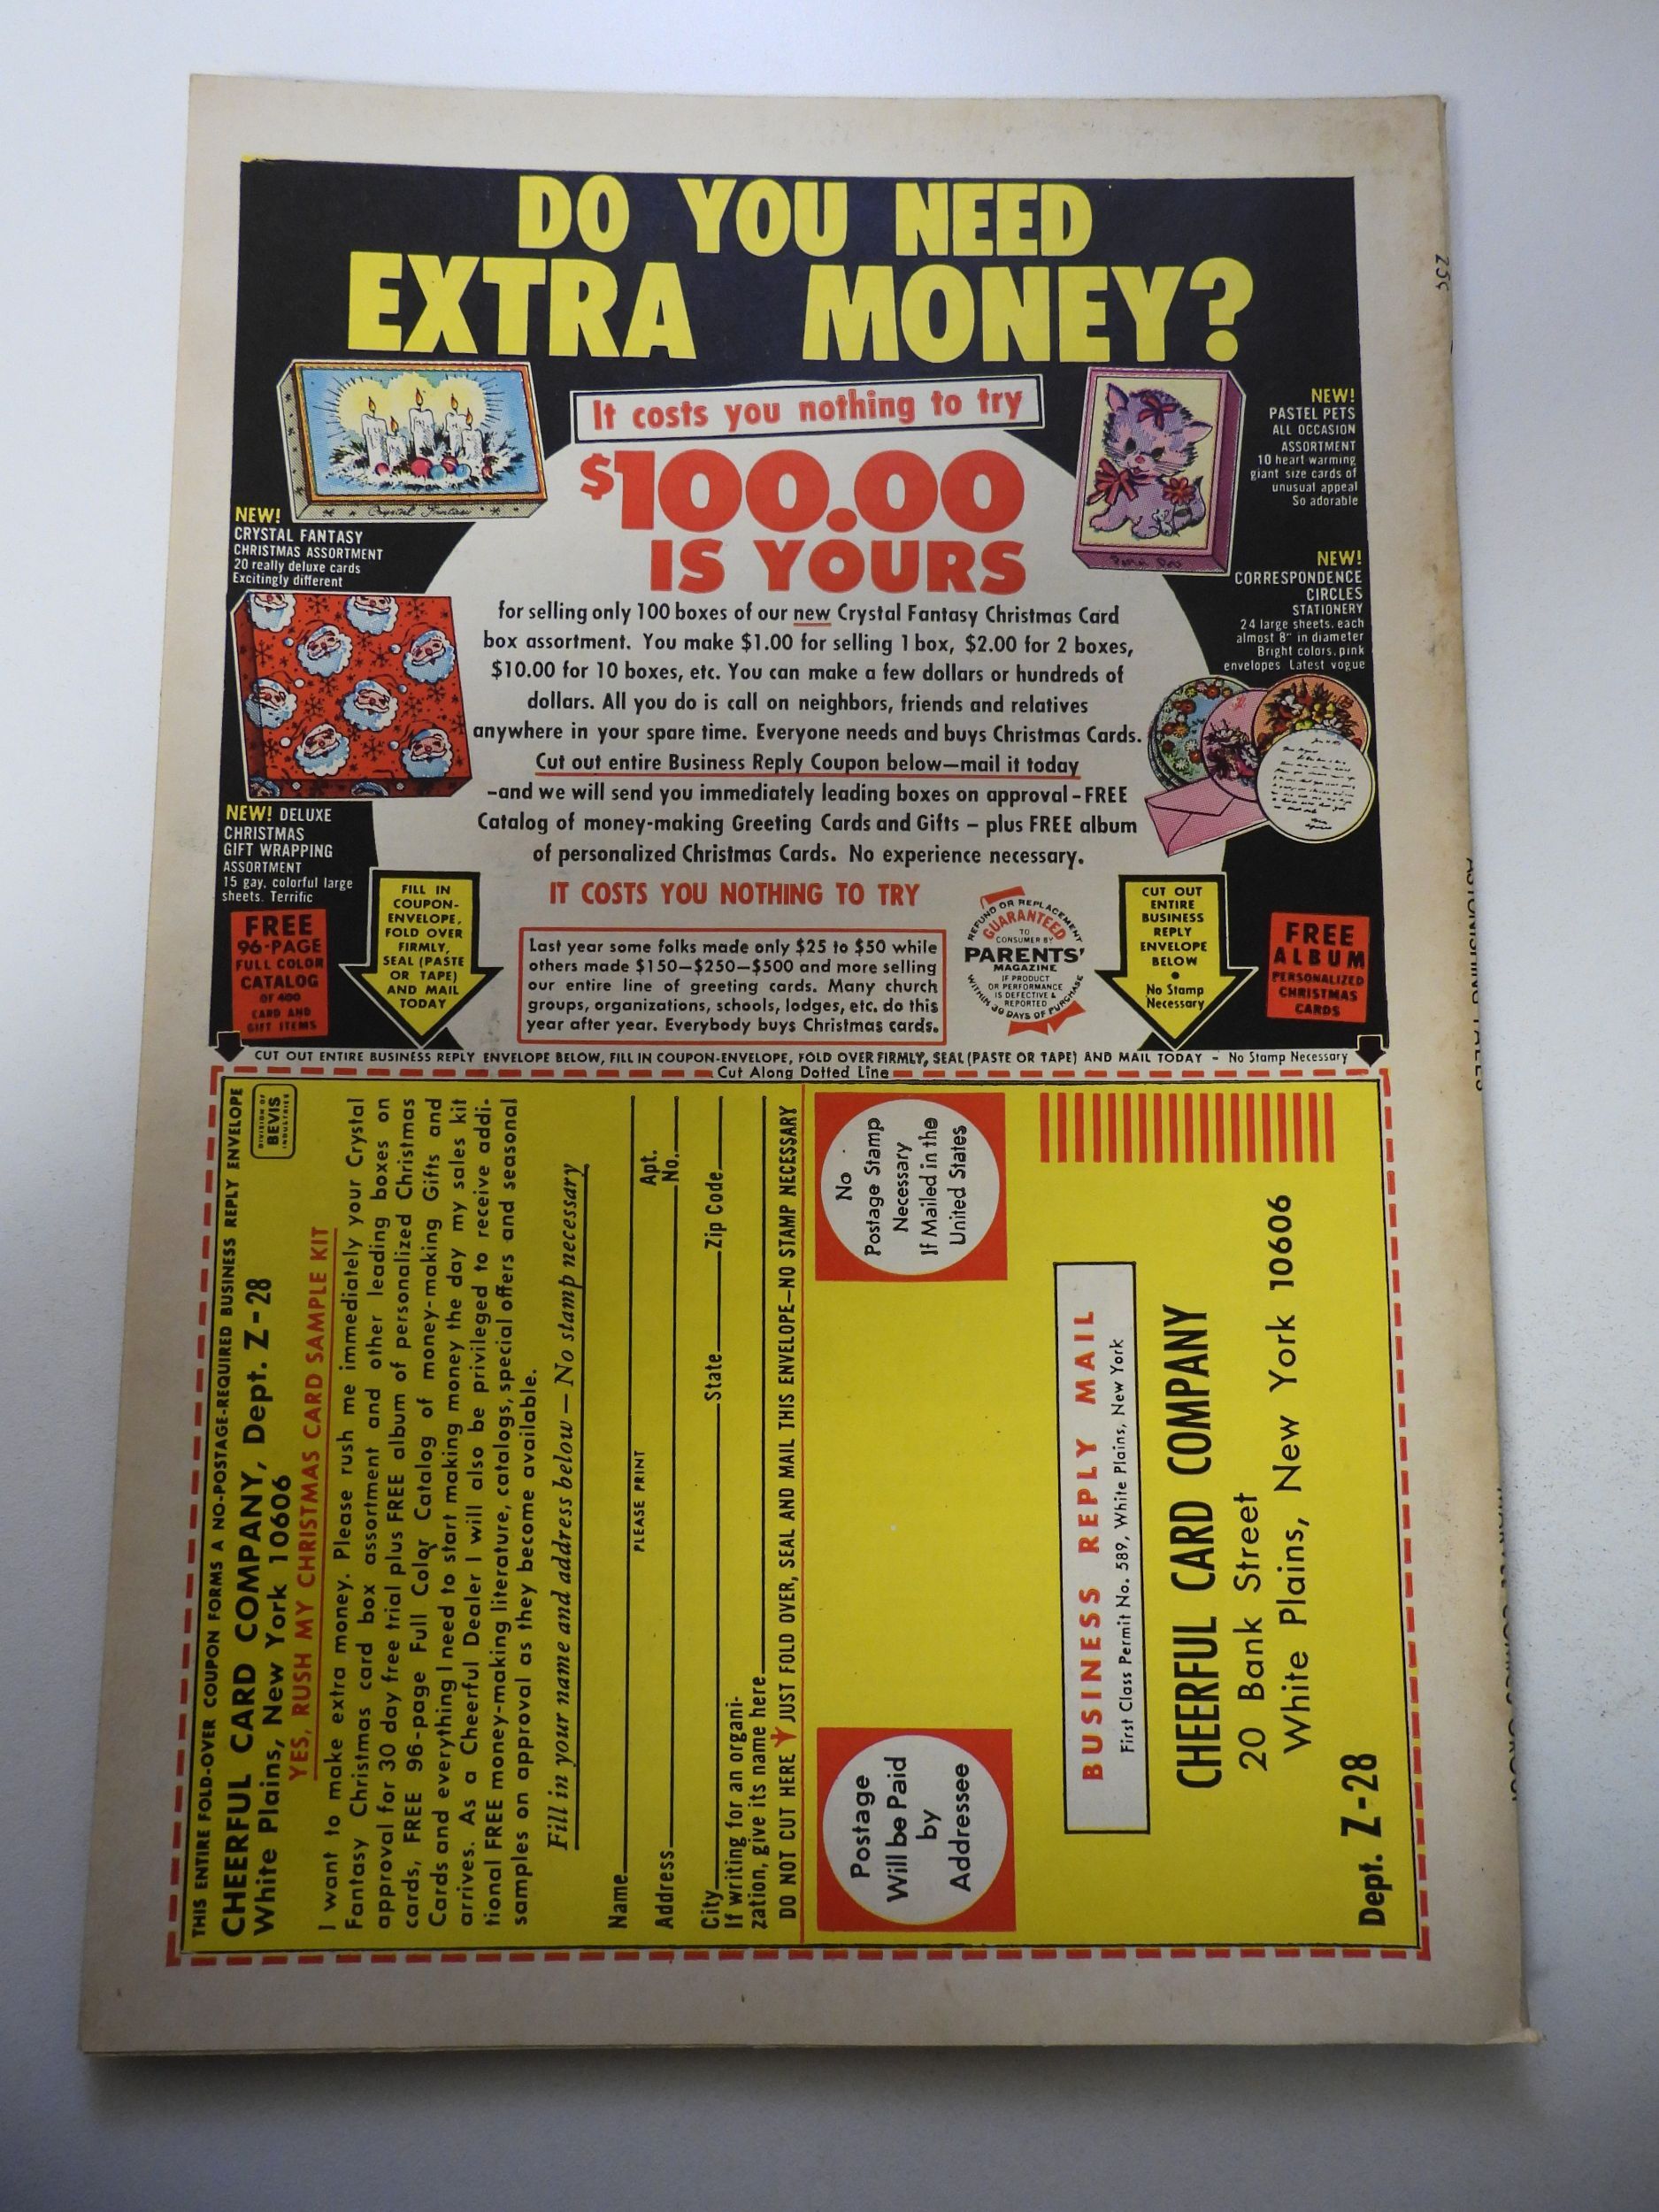 DO YOU NEED
EXTRA MONEY?
It costs you nothing to try
$100.00
IS YOURS
for selling only 100 boxes of our new Crystal Fantasy Christmas Card
box assortment. You make $1.00 for selling 1 box, $2.00 for 2 boxes,
$10.00 for 10 boxes, etc. You can make a few dollars or hundreds of
dollars. All you do is call on neighbors, friends and relatives
anywhere in your spare time. Everyone needs and buys Christmas Cards.
Cut out entire Business Reply Coupon below—mail it today
-and we will send you immediately leading boxes on approval - FREE
Catalog of money-making Greeting Cards and Gifts – plus FREE album
of personalized Christmas Cards. No experience necessary.
IT COSTS YOU NOTHING TO TRY
Crystal Fantasy
NEW!
CRYSTAL FANTASY
CHRISTMAS ASSORTMENT
20 really deluxe cards
Excitingly different
NEW! DELUXE
CHRISTMAS
GIFT WRAPPING
ASSORTMENT
15 gay, colorful large
sheets. Terrific
Pastel Pets
NEW!
PASTEL PETS
ALL OCCASION
ASSORTMENT
10 heart warming
giant size cards of
unusual appeal
So adorable
NEW!
CORRESPONDENCE
CIRCLES
STATIONERY
24 large sheets, each
almost 8" in diameter
Bright colors, pink
envelopes Latest vogue
FREE
96-PAGE
FULL COLOR
CATALOG
OF 400
CARD AND
GIFT ITEMS
FILL IN
COUPON-
ENVELOPE,
FOLD OVER
FIRMLY,
SEAL (PASTE
OR TAPE)
AND MAIL
TODAY
Last year some folks made only $25 to $50 while
others made $150—$250—$500 and more selling
our entire line of greeting cards. Many church
groups, organizations, schools, lodges, etc. do this
year after year. Everybody buys Christmas cards.
REFUND OR REPLACEMENT
GUARANTEED
TO
CONSUMER BY
PARENTS'
MAGAZINE
IF PRODUCT
OR PERFORMANCE
IS DEFECTIVE &
REPORTED
WITHIN 30 DAYS OF PURCHASE
CUT OUT
ENTIRE
BUSINESS
REPLY
ENVELOPE
BELOW
•
No Stamp
Necessary
FREE
ALBUM
PERSONALIZED
CHRISTMAS
CARDS
CUT OUT ENTIRE BUSINESS REPLY ENVELOPE BELOW, FILL IN COUPON-ENVELOPE, FOLD OVER FIRMLY, SEAL (PASTE OR TAPE) AND MAIL TODAY – No Stamp Necessary
Cut Along Dotted Line
THIS ENTIRE FOLD-OVER COUPON FORMS A NO-POSTAGE-REQUIRED BUSINESS REPLY ENVELOPE
CHEERFUL CARD COMPANY, Dept. Z-28
White Plains, New York 10606
DIVISION OF
BEVIS
INDUSTRIES
YES, RUSH MY CHRISTMAS CARD SAMPLE KIT
I want to make extra money. Please rush me immediately your Crystal
Fantasy Christmas card box assortment and other leading boxes on
approval for 30 day free trial plus FREE album of personalized Christmas
cards, FREE 96-page Full Color Catalog of money-making Gifts and
Cards and everything I need to start making money the day my sales kit
arrives. As a Cheerful Dealer I will also be privileged to receive addi-
tional FREE money-making literature, catalogs, special offers and seasonal
samples on approval as they become available.
Fill in your name and address below — No stamp necessary
Name
PLEASE PRINT
Address Apt. No.
City State Zip Code
If writing for an organi-
zation, give its name here
DO NOT CUT HERE JUST FOLD OVER, SEAL AND MAIL THIS ENVELOPE—NO STAMP NECESSARY
Postage
Will be Paid
by
Addressee
No
Postage Stamp
Necessary
If Mailed in the
United States
BUSINESS REPLY MAIL
First Class Permit No. 589, White Plains, New York
CHEERFUL CARD COMPANY
20 Bank Street
White Plains, New York 10606
Dept. Z-28
25¢